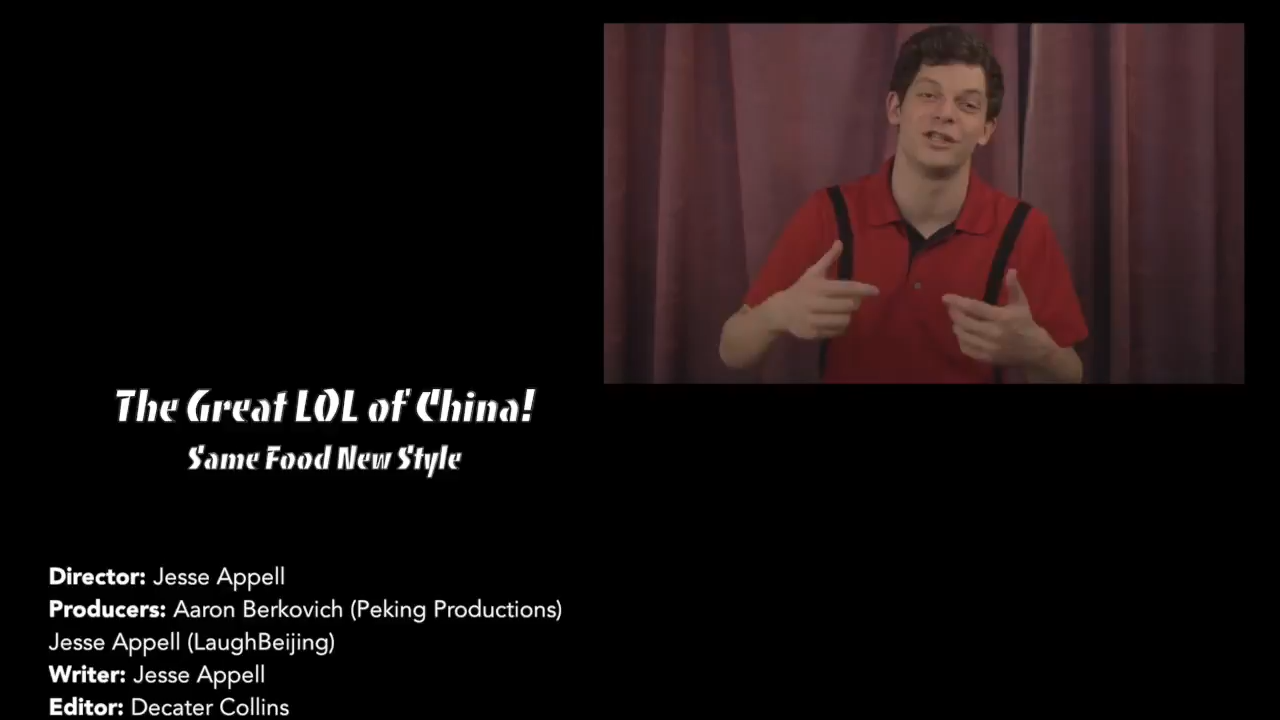 The Great LOL of China!
Same Food New Style
Director: Jesse Appell
Producers: Aaron Berkovich (Peking Productions)
Jesse Appell (LaughBeijing)
Writer: Jesse Appell
Editor: Decater Collins